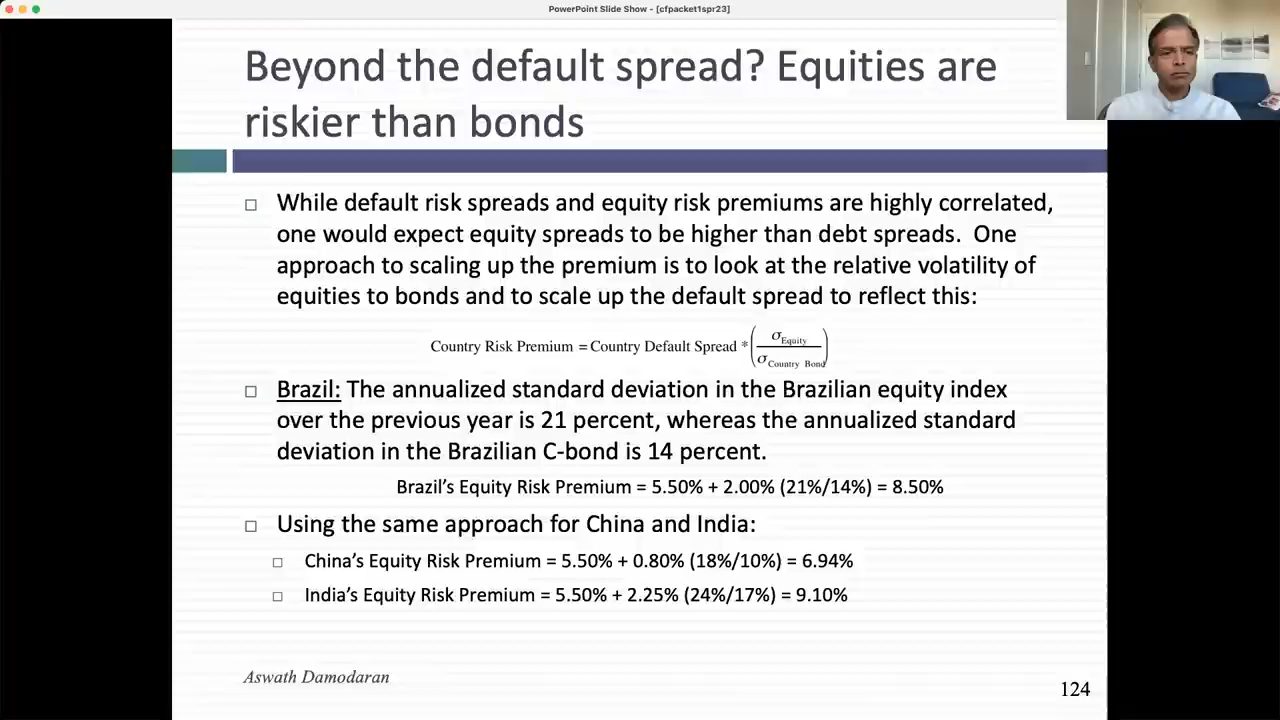 PowerPoint Slide Show - [cfpacket1spr23]
Beyond the default spread? Equities are
riskier than bonds
□ While default risk spreads and equity risk premiums are highly correlated,
one would expect equity spreads to be higher than debt spreads. One
approach to scaling up the premium is to look at the relative volatility of
equities to bonds and to scale up the default spread to reflect this:
Country Risk Premium = Country Default Spread * (σ Equity / σ Country Bond)
□ Brazil: The annualized standard deviation in the Brazilian equity index
over the previous year is 21 percent, whereas the annualized standard
deviation in the Brazilian C-bond is 14 percent.
Brazil's Equity Risk Premium = 5.50% + 2.00% (21%/14%) = 8.50%
□ Using the same approach for China and India:
□ China's Equity Risk Premium = 5.50% + 0.80% (18%/10%) = 6.94%
□ India's Equity Risk Premium = 5.50% + 2.25% (24%/17%) = 9.10%
Aswath Damodaran
124